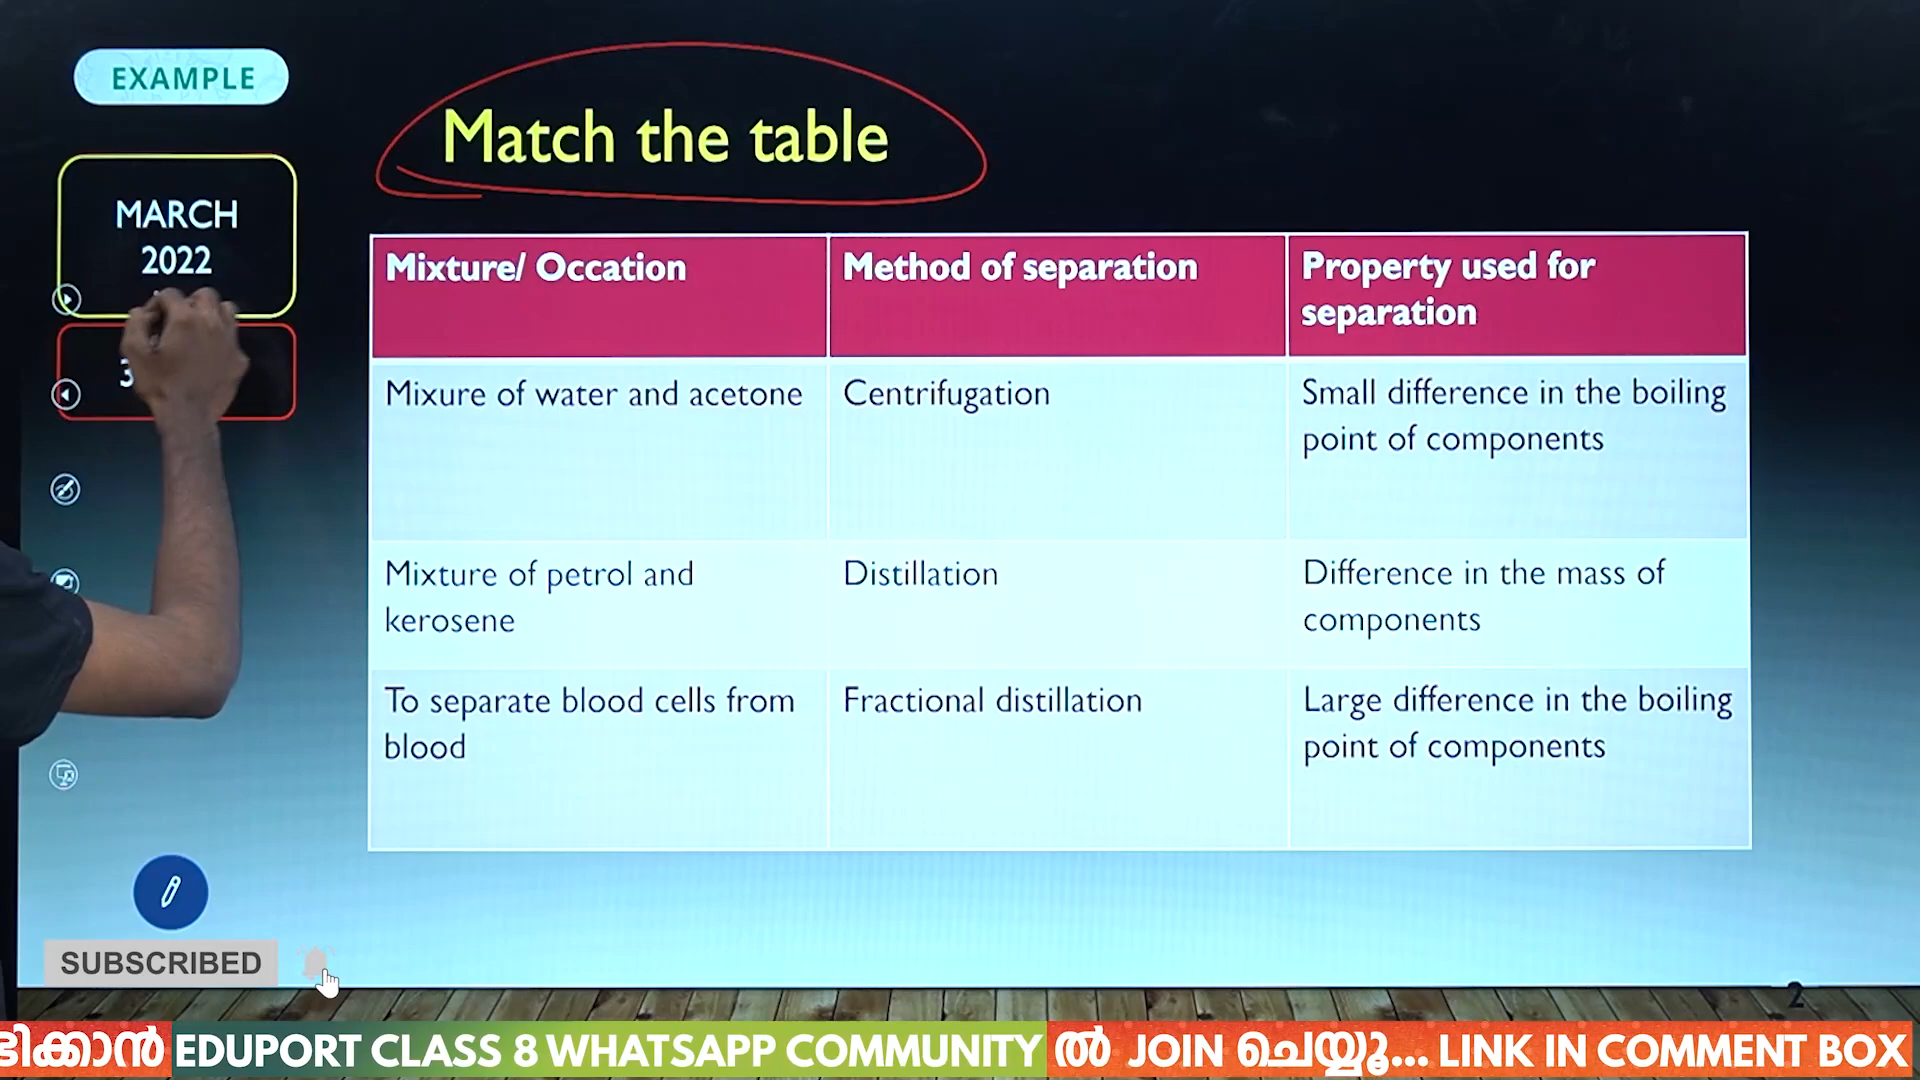 EXAMPLE
Match the table
MARCH
2022
3
Mixture/ Occation
Method of separation
Property used for
separation
Mixure of water and acetone
Centrifugation
Small difference in the boiling
point of components
Mixture of petrol and
kerosene
Distillation
Difference in the mass of
components
To separate blood cells from
blood
Fractional distillation
Large difference in the boiling
point of components
SUBSCRIBED
2
EDUPORT CLASS 8 WHATSAPP COMMUNITY ൽ JOIN ചെയ്യൂ... LINK IN COMMENT BOX